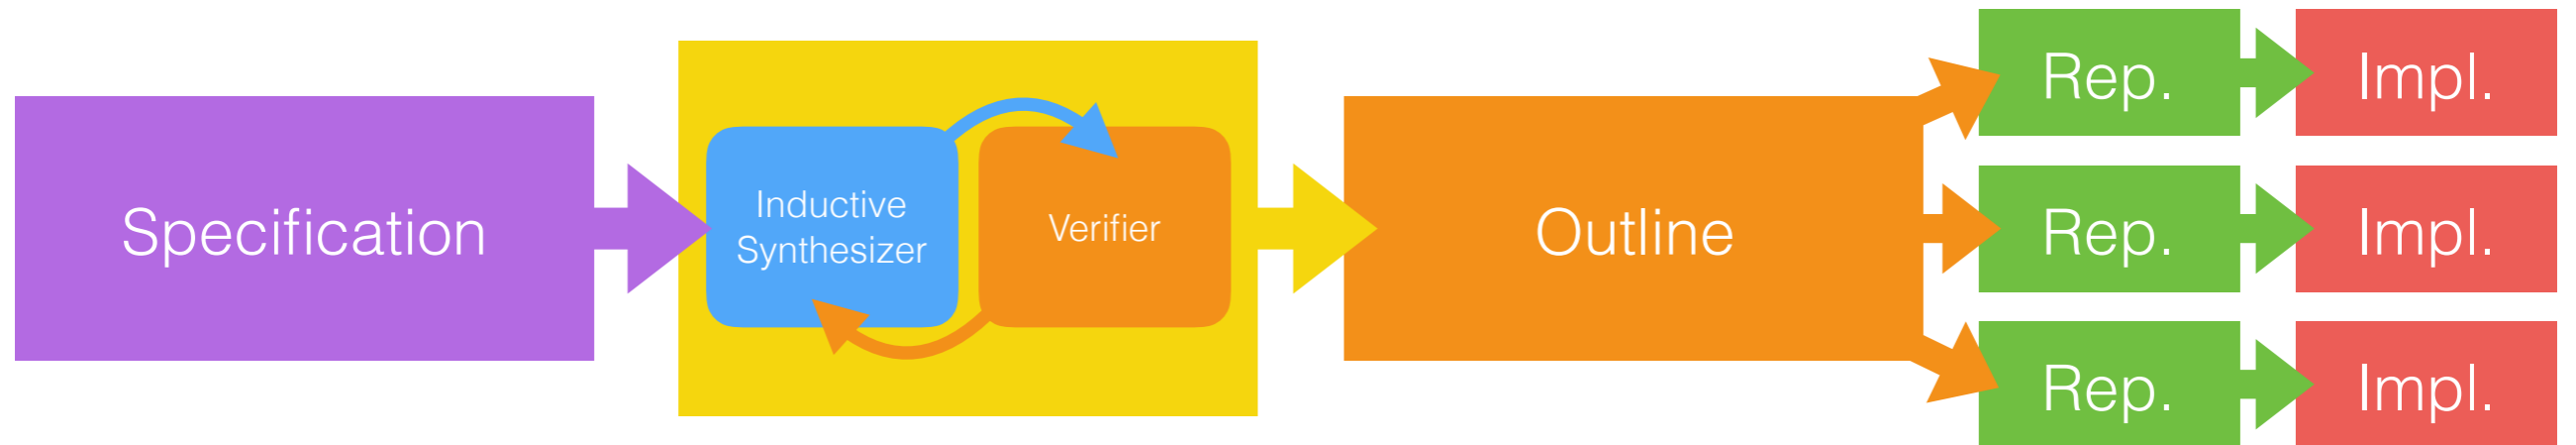 Specification
Inductive
Synthesizer
Verifier
Outline
Rep.
Impl.
Rep.
Impl.
Rep.
Impl.